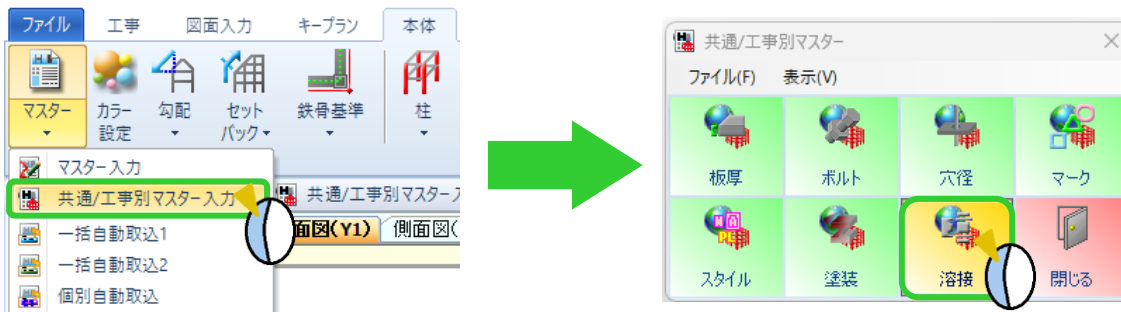 ファイル 工事 図面入力 キープラン 本体
マスター カラー設定 勾配 セットバック 鉄骨基準 柱
マスター入力
共通/工事別マスター入力 共通/工事別マスター
一括自動取込1 面図(Y1) 側面図(
一括自動取込2
個別自動取込
共通/工事別マスター
ファイル(F) 表示(V)
板厚 ボルト 穴径 マーク
スタイル 塗装 溶接 閉じる